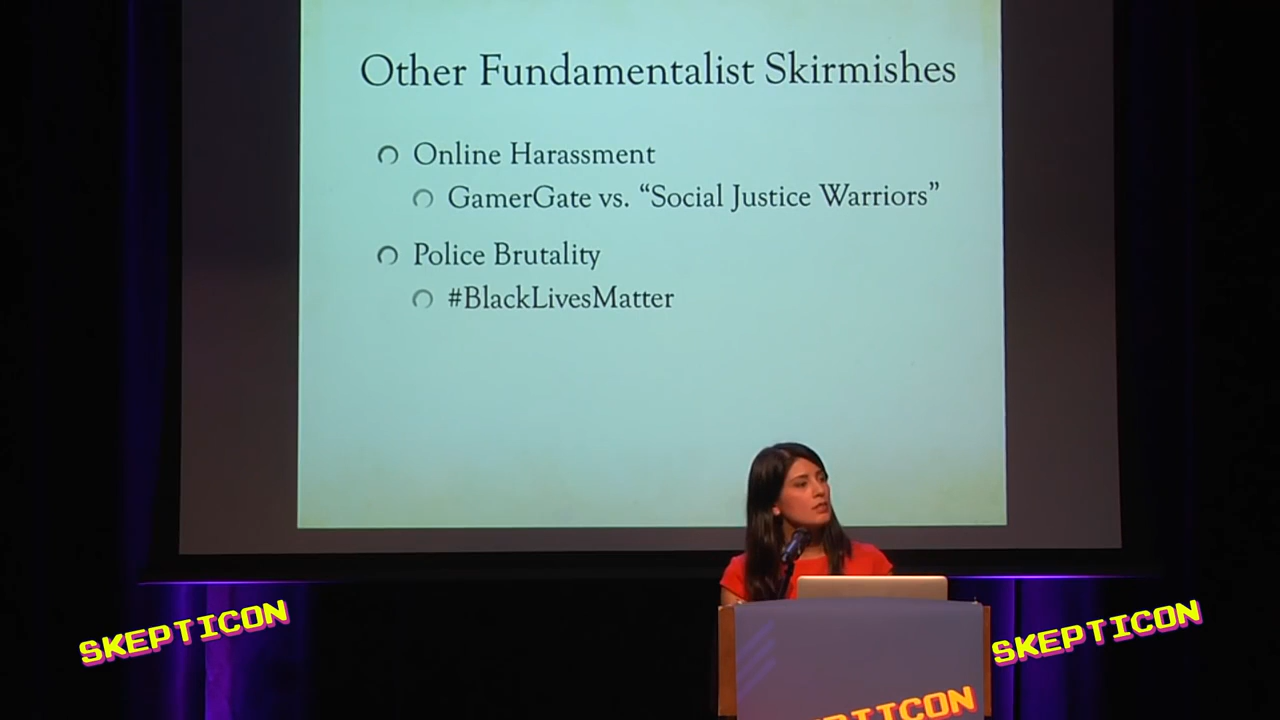 Other Fundamentalist Skirmishes
Online Harassment
GamerGate vs. “Social Justice Warriors”
Police Brutality
#BlackLivesMatter
SKEPTICON
SKEPTICON